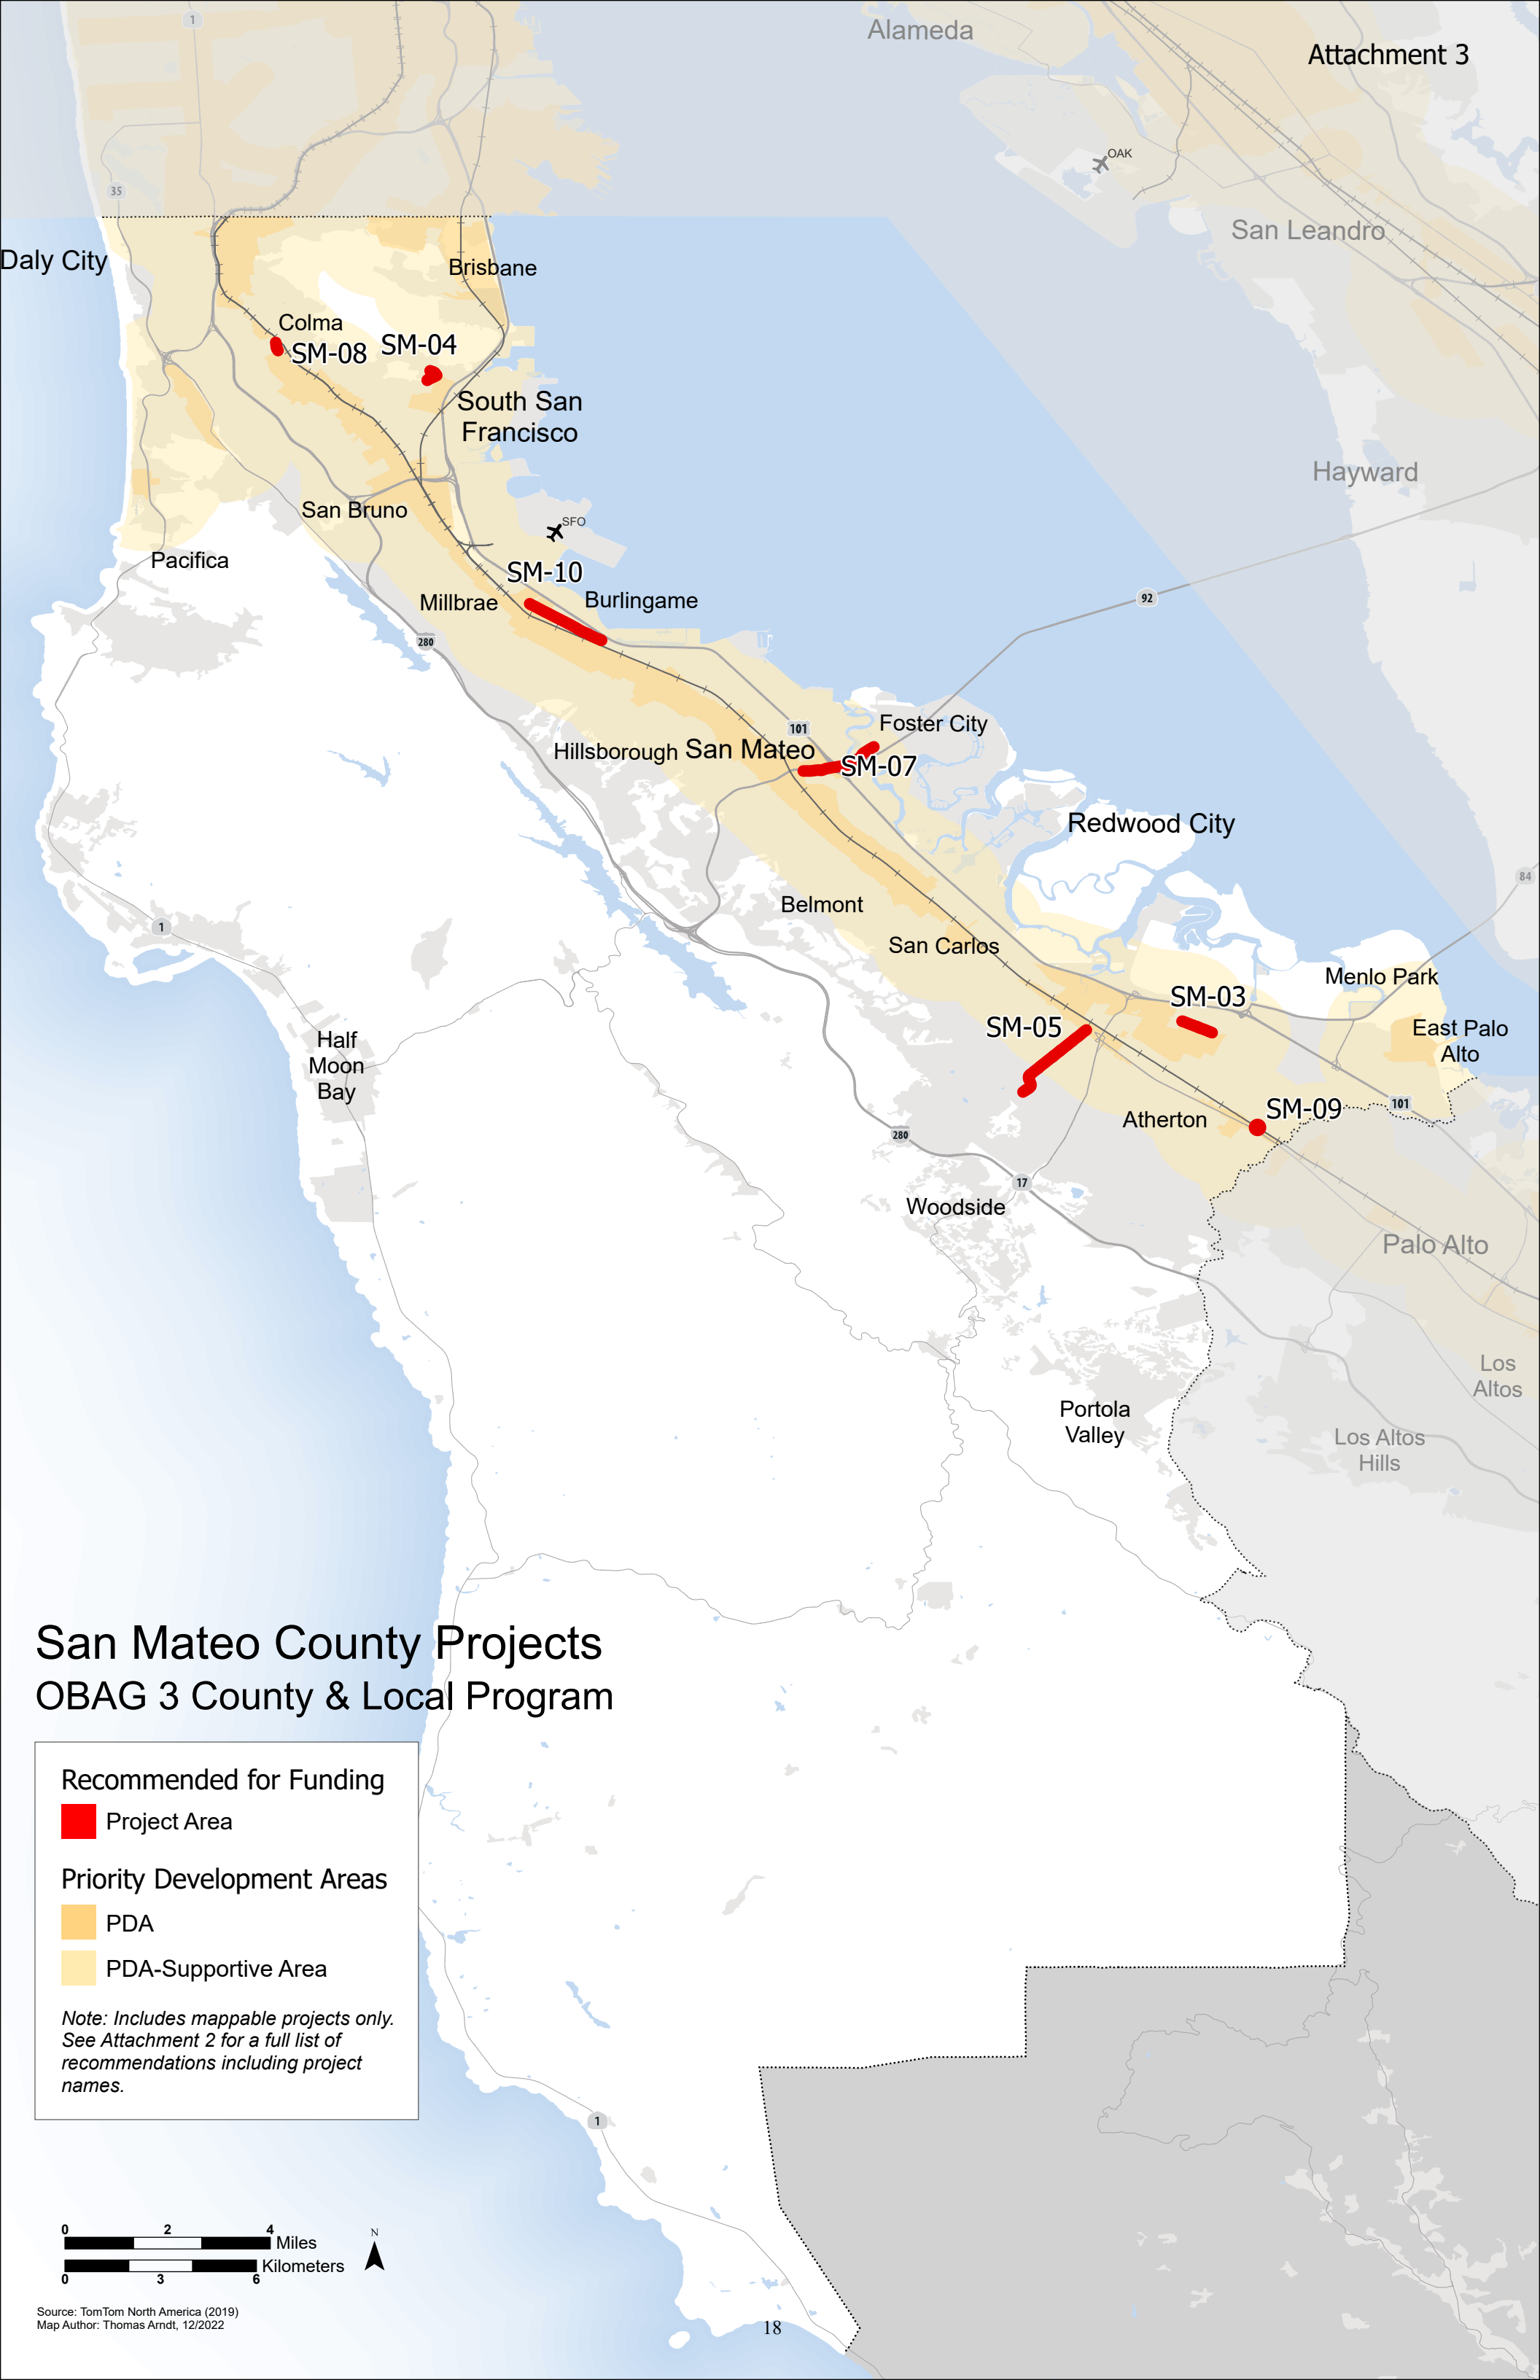 1
Alameda
Attachment 3
OAK
35
San Leandro
Daly City
Brisbane
Colma
SM-08
SM-04
South San
Francisco
Hayward
San Bruno
SFO
Pacifica
SM-10
Millbrae
Burlingame
92
280
101
Foster City
Hillsborough
San Mateo
SM-07
Redwood City
84
Belmont
1
San Carlos
Menlo Park
SM-03
SM-05
East Palo
Alto
Half
Moon
Bay
101
SM-09
Atherton
280
17
Woodside
Palo Alto
Los
Altos
Portola
Valley
Los Altos
Hills
San Mateo County Projects
OBAG 3 County & Local Program
Recommended for Funding
Project Area
Priority Development Areas
PDA
PDA-Supportive Area
Note: Includes mappable projects only.
See Attachment 2 for a full list of
recommendations including project
names.
1
0 2 4
Miles
Kilometers
0 3 6
N
Source: TomTom North America (2019)
Map Author: Thomas Arndt, 12/2022
18